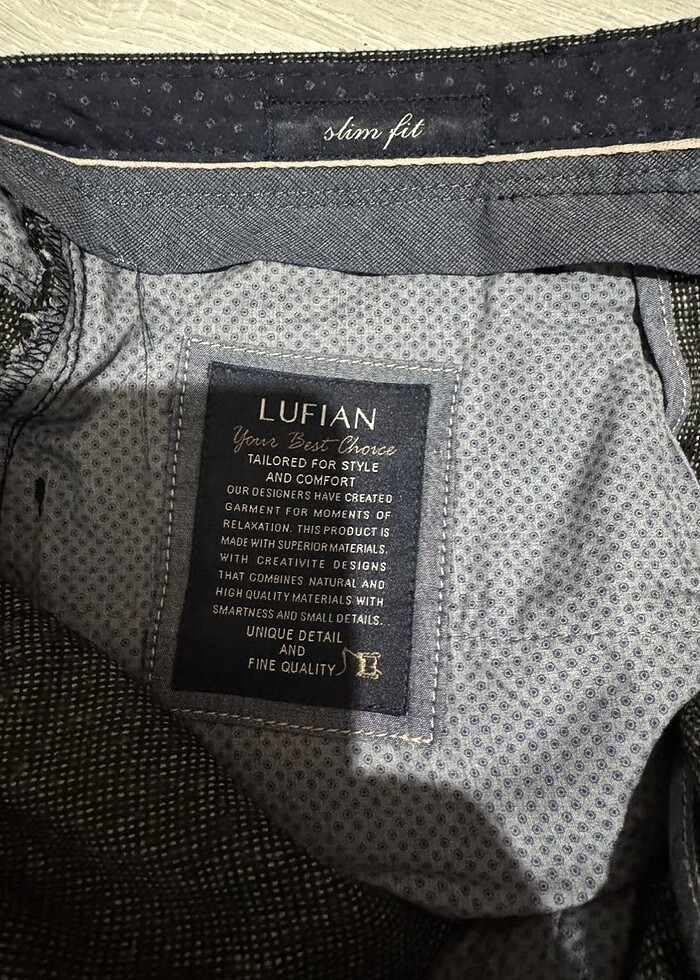 slim fit
LUFIAN
Your Best Choice
TAILORED FOR STYLE
AND COMFORT
OUR DESIGNERS HAVE CREATED
GARMENT FOR MOMENTS OF
RELAXATION. THIS PRODUCT IS
MADE WITH SUPERIOR MATERIALS.
WITH CREATIVITE DESIGNS
THAT COMBINES NATURAL AND
HIGH QUALITY MATERIALS WITH
SMARTNESS AND SMALL DETAILS.
UNIQUE DETAIL
AND
FINE QUALITY